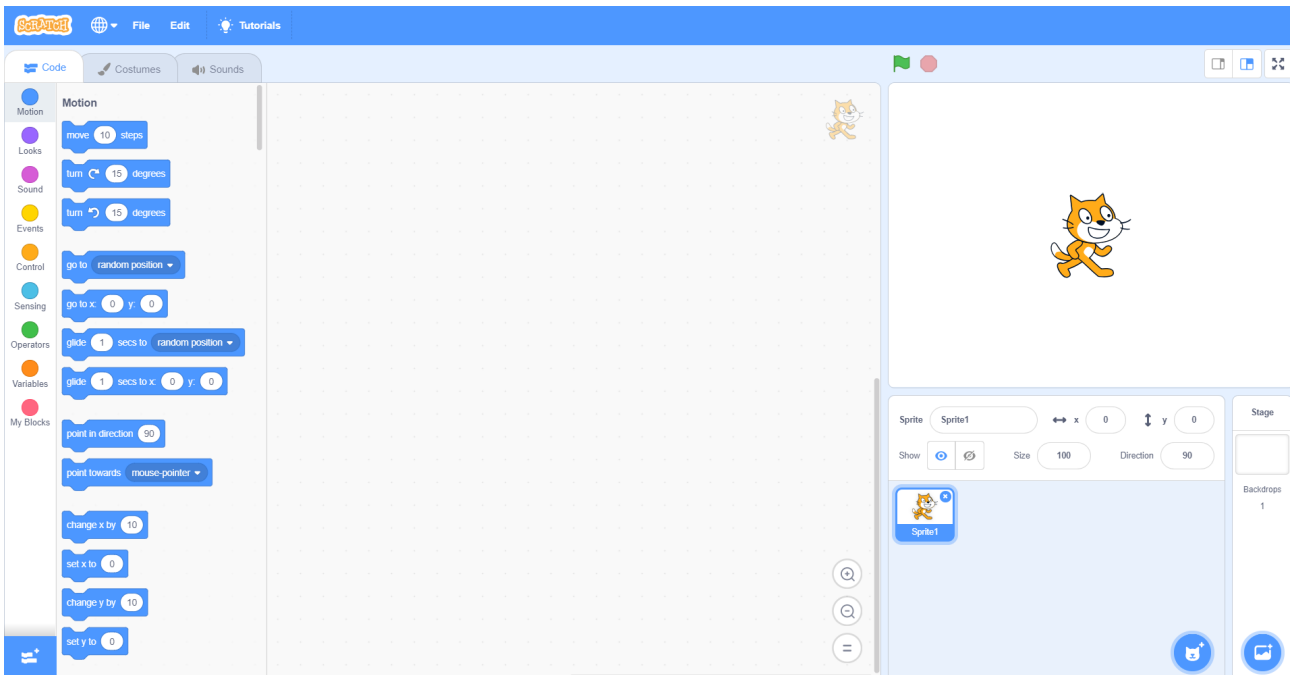 SCRATCH File Edit Tutorials
Code Costumes Sounds
Motion
Looks
Sound
Events
Control
Sensing
Operators
Variables
My Blocks
Motion
move 10 steps
turn 15 degrees
turn 15 degrees
go to random position
go to x: 0 y: 0
glide 1 secs to random position
glide 1 secs to x: 0 y: 0
point in direction 90
point towards mouse-pointer
change x by 10
set x to 0
change y by 10
set y to 0
Sprite Sprite1 x 0 y 0
Show Size 100 Direction 90
Sprite1
Stage
Backdrops
1